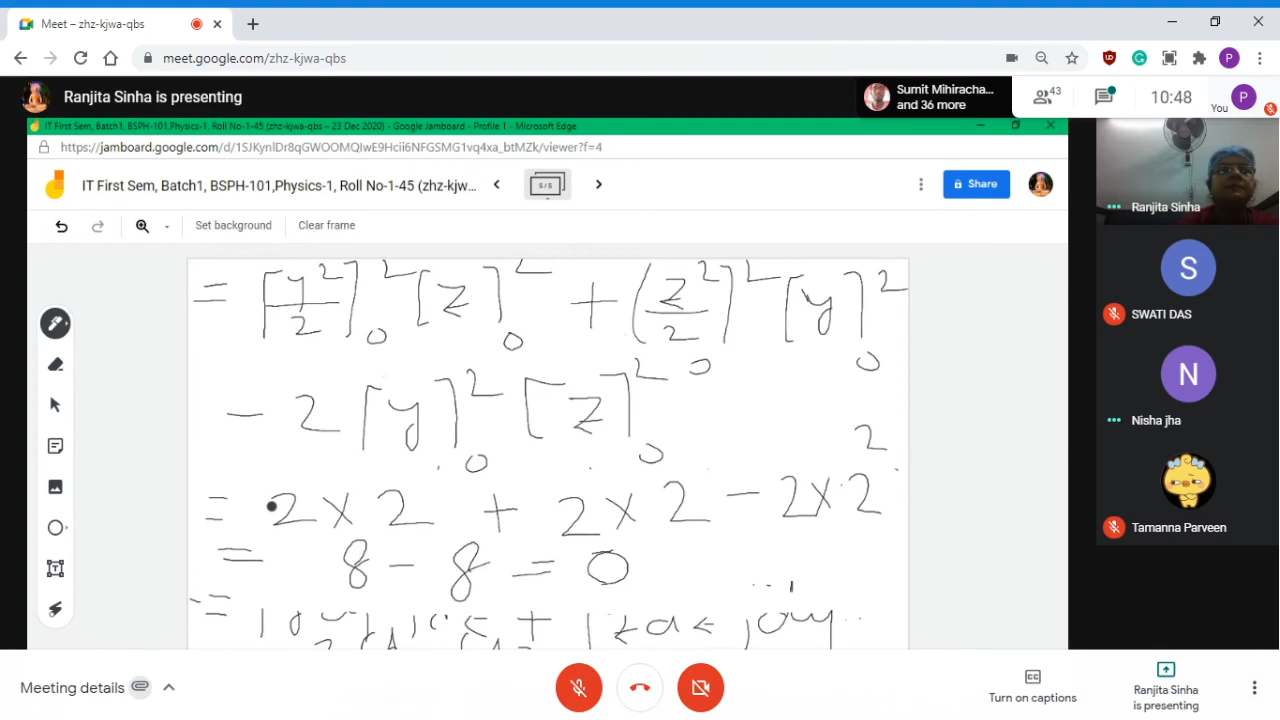 Meet – zhz-kjwa-qbs
meet.google.com/zhz-kjwa-qbs
Ranjita Sinha is presenting
Sumit Mihiracha...
and 36 more
43
10:48
You
P
IT First Sem, Batch1, BSPH-101,Physics-1, Roll No-1-45 (zhz-kjwa-qbs – 23 Dec 2020) - Google Jamboard - Profile 1 - Microsoft Edge
https://jamboard.google.com/d/1SJKynlDr8qGWOOMQIwE9Hcii6NFGSMG1vq4xa_btMZk/viewer?f=4
IT First Sem, Batch1, BSPH-101,Physics-1, Roll No-1-45 (zhz-kjw...
5/5
Share
Set background
Clear frame
= [y²/2]₀² [z]₀² + (z²/2]₀² [y]₀²
- 2 [y]₀² [z]₀²
= 2 × 2 + 2 × 2 - 2 × 2²
= 8 - 8 = 0
Ranjita Sinha
S
SWATI DAS
N
Nisha jha
Tamanna Parveen
Meeting details
Turn on captions
Ranjita Sinha
is presenting